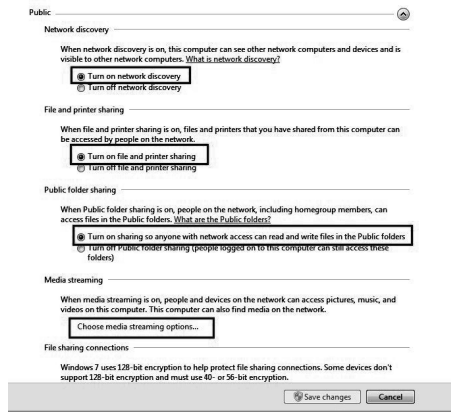 Public
Network discovery
When network discovery is on, this computer can see other network computers and devices and is
visible to other network computers. What is network discovery?
Turn on network discovery
Turn off network discovery
File and printer sharing
When file and printer sharing is on, files and printers that you have shared from this computer can
be accessed by people on the network.
Turn on file and printer sharing
Turn off file and printer sharing
Public folder sharing
When Public folder sharing is on, people on the network, including homegroup members, can
access files in the Public folders. What are the Public folders?
Turn on sharing so anyone with network access can read and write files in the Public folders
Turn off Public folder sharing (people logged on to this computer can still access these
folders)
Media streaming
When media streaming is on, people and devices on the network can access pictures, music, and
videos on this computer. This computer can also find media on the network.
Choose media streaming options...
File sharing connections
Windows 7 uses 128-bit encryption to help protect file sharing connections. Some devices don't
support 128-bit encryption and must use 40- or 56-bit encryption.
Save changes Cancel